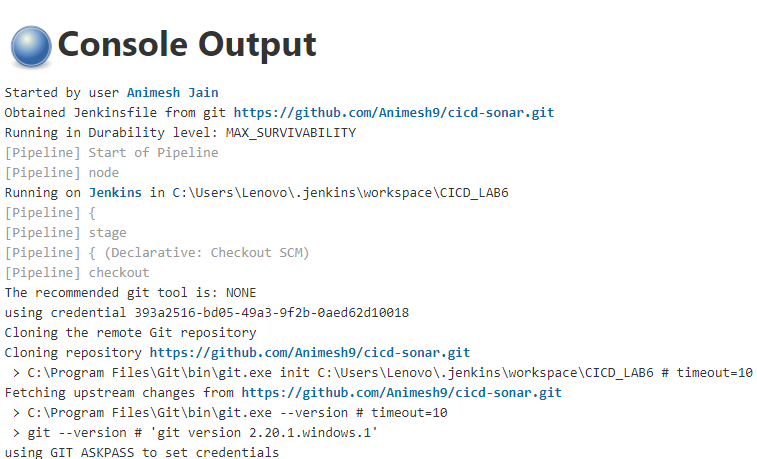 Console Output
Started by user Animesh Jain
Obtained Jenkinsfile from git https://github.com/Animesh9/cicd-sonar.git
Running in Durability level: MAX_SURVIVABILITY
[Pipeline] Start of Pipeline
[Pipeline] node
Running on Jenkins in C:\Users\Lenovo\.jenkins\workspace\CICD_LAB6
[Pipeline] {
[Pipeline] stage
[Pipeline] { (Declarative: Checkout SCM)
[Pipeline] checkout
The recommended git tool is: NONE
using credential 393a2516-bd05-49a3-9f2b-0aed62d10018
Cloning the remote Git repository
Cloning repository https://github.com/Animesh9/cicd-sonar.git
 > C:\Program Files\Git\bin\git.exe init C:\Users\Lenovo\.jenkins\workspace\CICD_LAB6 # timeout=10
Fetching upstream changes from https://github.com/Animesh9/cicd-sonar.git
 > C:\Program Files\Git\bin\git.exe --version # timeout=10
 > git --version # 'git version 2.20.1.windows.1'
using GIT_ASKPASS to set credentials